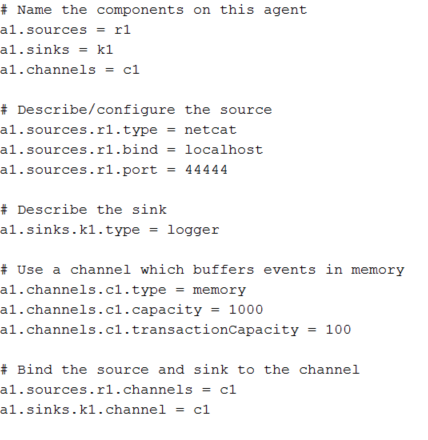 # Name the components on this agent
a1.sources = r1
a1.sinks = k1
a1.channels = c1
# Describe/configure the source
a1.sources.r1.type = netcat
a1.sources.r1.bind = localhost
a1.sources.r1.port = 44444
# Describe the sink
a1.sinks.k1.type = logger
# Use a channel which buffers events in memory
a1.channels.c1.type = memory
a1.channels.c1.capacity = 1000
a1.channels.c1.transactionCapacity = 100
# Bind the source and sink to the channel
a1.sources.r1.channels = c1
a1.sinks.k1.channel = c1